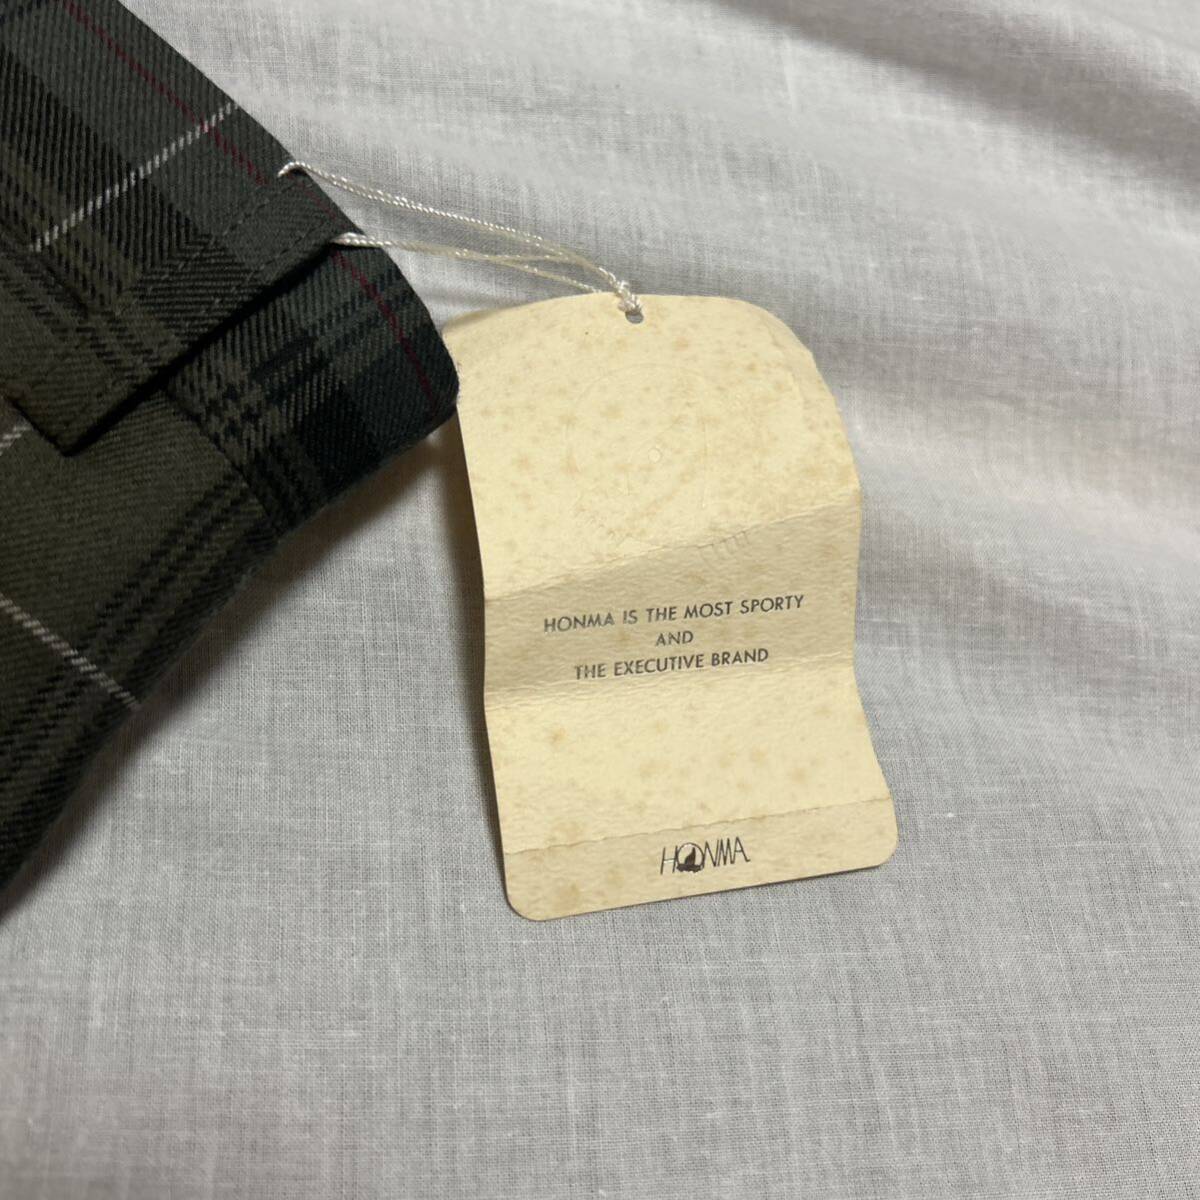 HONMA IS THE MOST SPORTY
AND
THE EXECUTIVE BRAND
HONMA